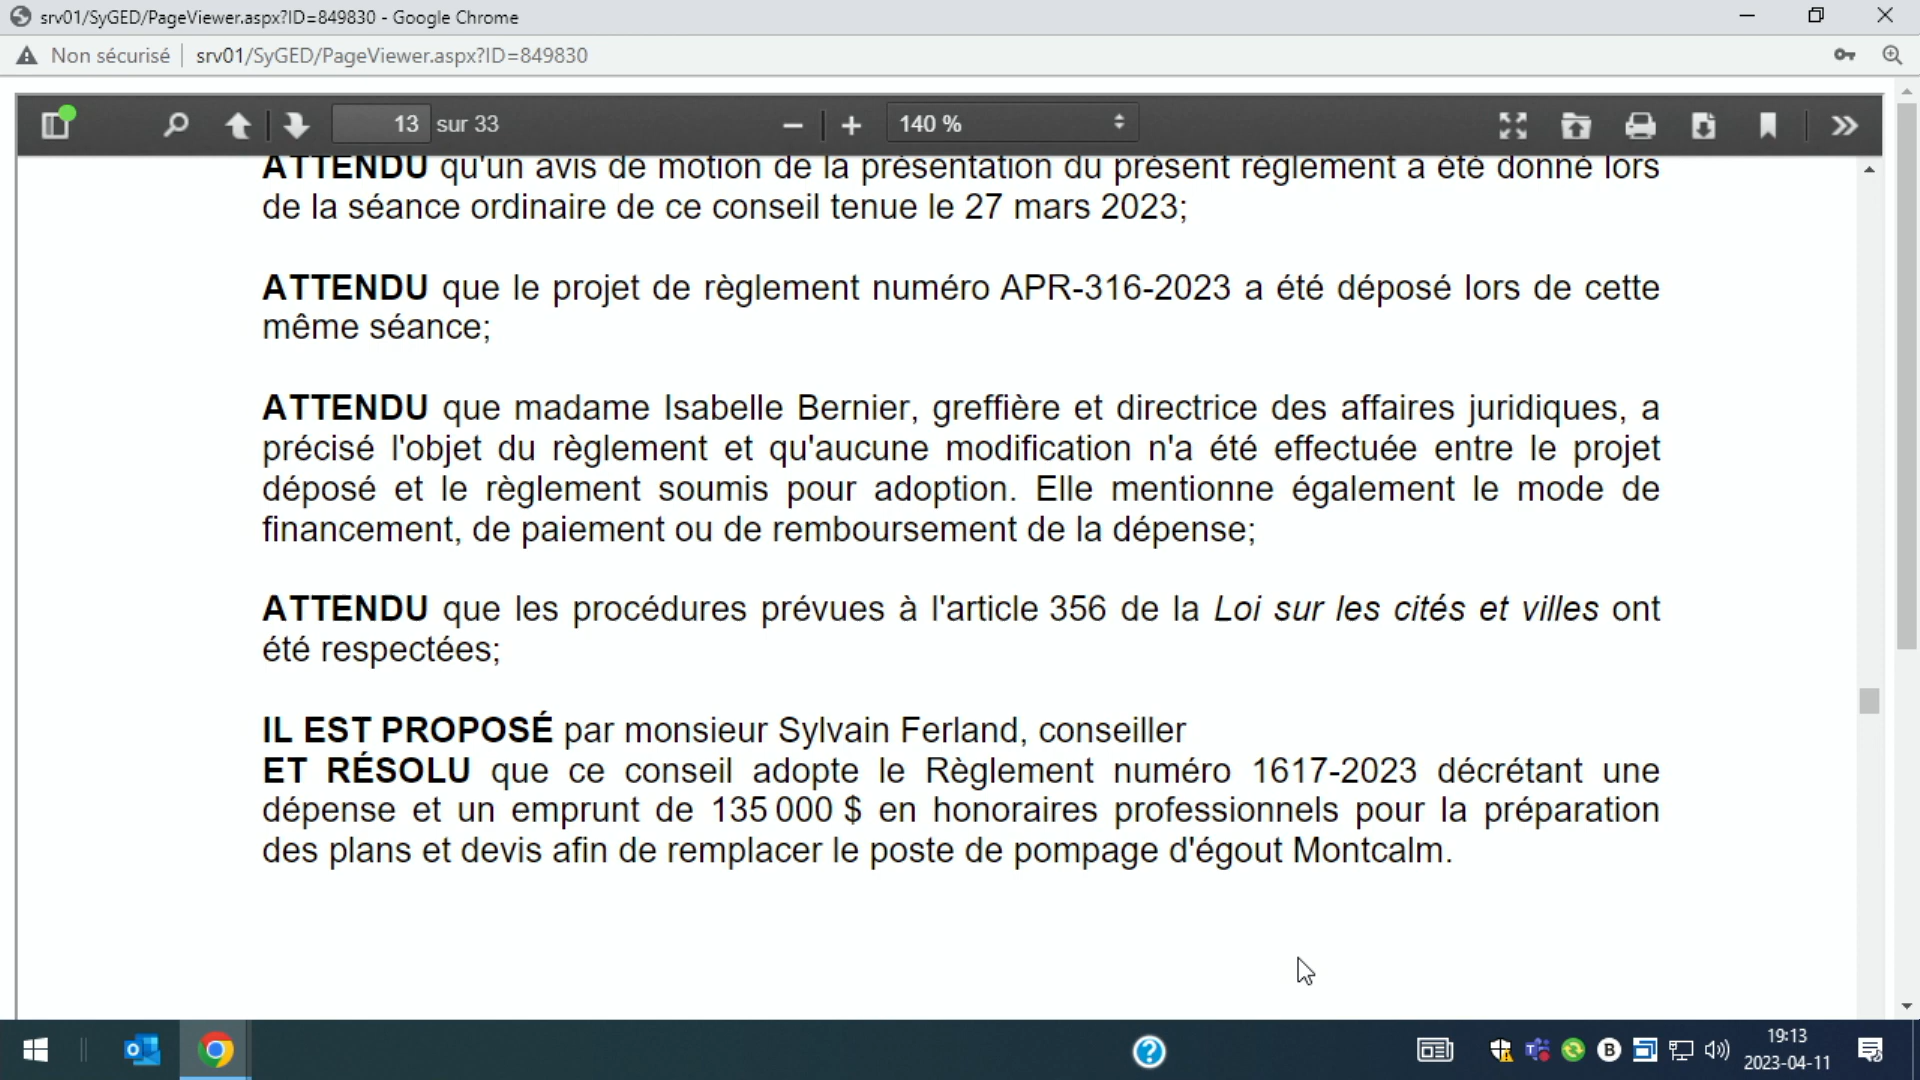 srv01/SyGED/PageViewer.aspx?ID=849830 - Google Chrome
Non sécurisé srv01/SyGED/PageViewer.aspx?ID=849830
13 sur 33 140 %
ATTENDU qu'un avis de motion de la présentation du présent règlement a été donné lors
de la séance ordinaire de ce conseil tenue le 27 mars 2023;
ATTENDU que le projet de règlement numéro APR-316-2023 a été déposé lors de cette
même séance;
ATTENDU que madame Isabelle Bernier, greffière et directrice des affaires juridiques, a
précisé l'objet du règlement et qu'aucune modification n'a été effectuée entre le projet
déposé et le règlement soumis pour adoption. Elle mentionne également le mode de
financement, de paiement ou de remboursement de la dépense;
ATTENDU que les procédures prévues à l'article 356 de la Loi sur les cités et villes ont
été respectées;
IL EST PROPOSÉ par monsieur Sylvain Ferland, conseiller
ET RÉSOLU que ce conseil adopte le Règlement numéro 1617-2023 décrétant une
dépense et un emprunt de 135 000 $ en honoraires professionnels pour la préparation
des plans et devis afin de remplacer le poste de pompage d'égout Montcalm.
19:13
2023-04-11